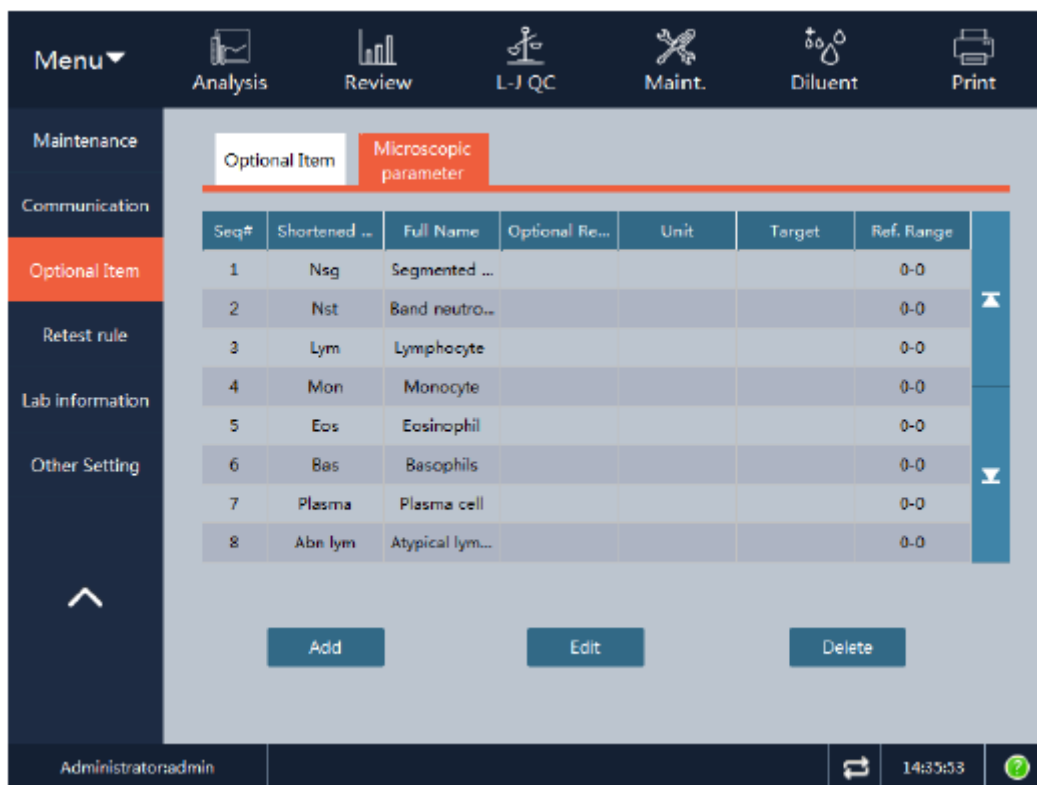 Menu
Analysis Review L-J QC Maint. Diluent Print
Maintenance
Communication
Optional Item
Retest rule
Lab information
Other Setting
Optional Item
Microscopic
parameter
Seq# Shortened ... Full Name Optional Re... Unit Target Ref. Range
1 Nsg Segmented ... 0-0
2 Nst Band neutro... 0-0
3 Lym Lymphocyte 0-0
4 Mon Monocyte 0-0
5 Eos Eosinophil 0-0
6 Bas Basophils 0-0
7 Plasma Plasma cell 0-0
8 Abn lym Atypical lym... 0-0
Add Edit Delete
Administrator:admin 14:35:53 ?